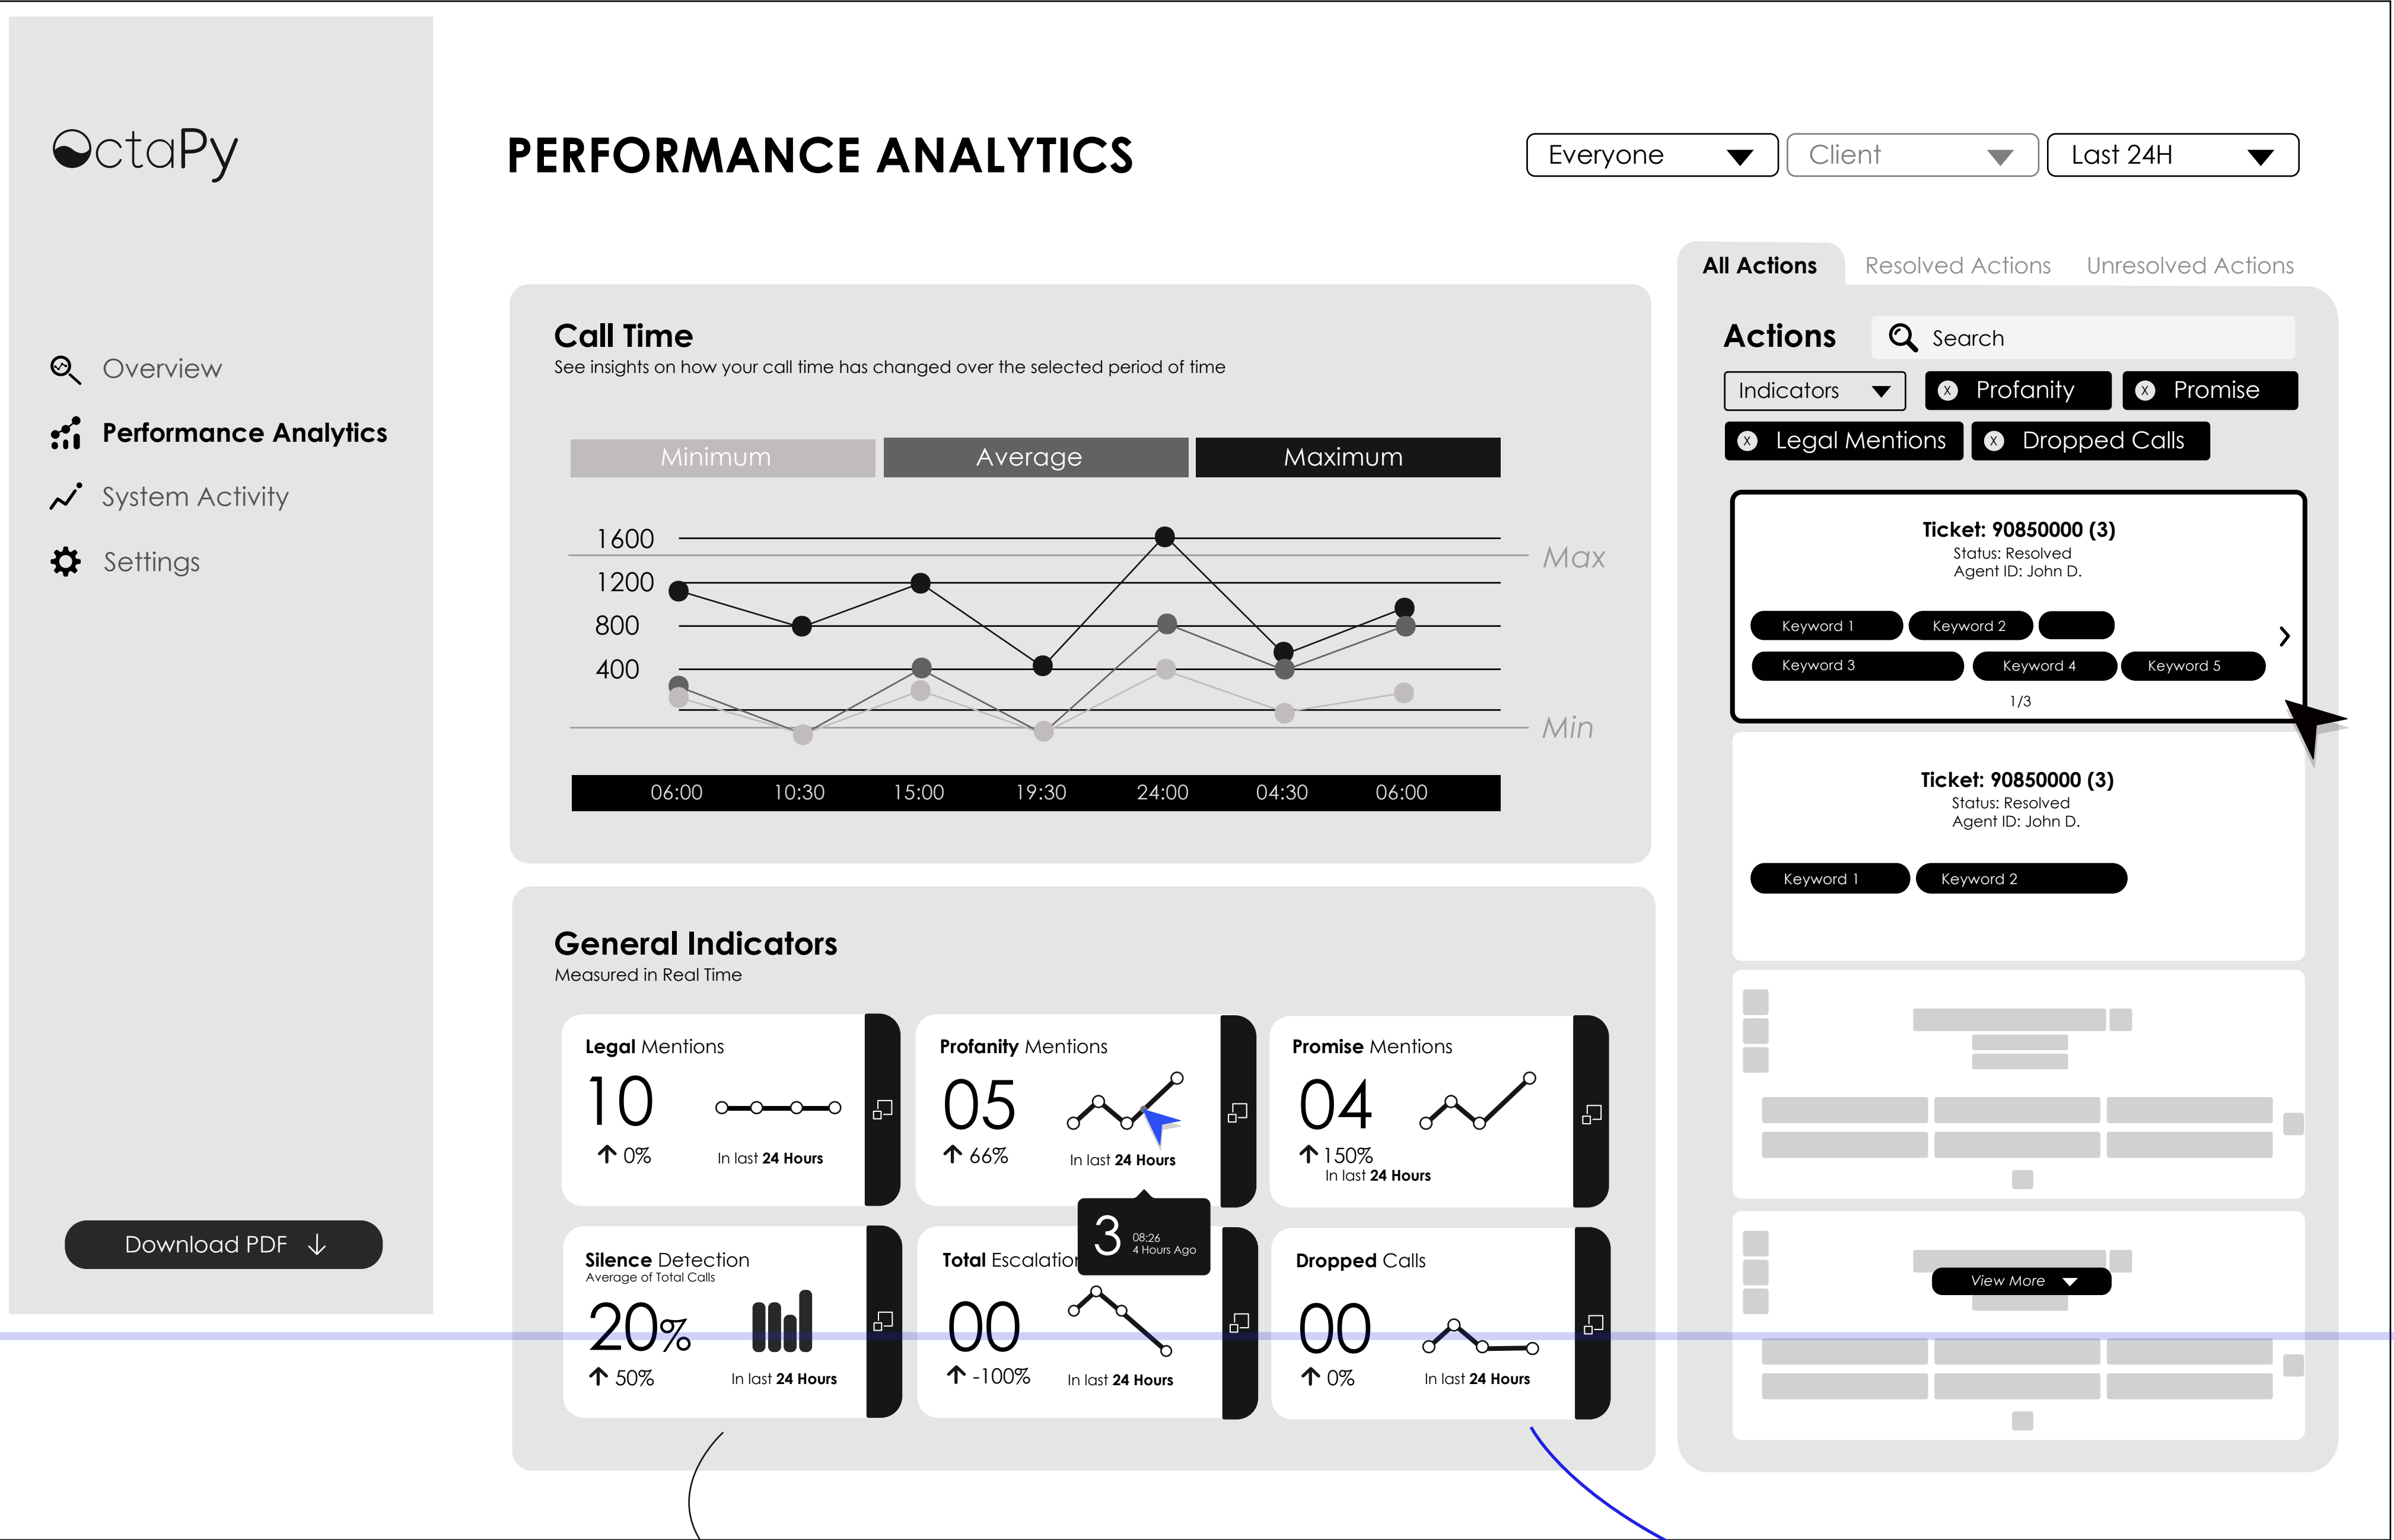 OctaPy
PERFORMANCE ANALYTICS
Everyone
Client
Last 24H
Overview
Performance Analytics
System Activity
Settings
Download PDF
Call Time
See insights on how your call time has changed over the selected period of time
Minimum
Average
Maximum
1600
Max
1200
800
400
Min
06:00 10:30 15:00 19:30 24:00 04:30 06:00
General Indicators
Measured in Real Time
Legal Mentions
10
0%
In last 24 Hours
Profanity Mentions
05
66%
In last 24 Hours
3
08:26
4 Hours Ago
Promise Mentions
04
150%
In last 24 Hours
Silence Detection
Average of Total Calls
20%
50%
In last 24 Hours
Total Escalation
00
-100%
In last 24 Hours
Dropped Calls
00
0%
In last 24 Hours
All Actions
Resolved Actions
Unresolved Actions
Actions
Search
Indicators
X Profanity
X Promise
X Legal Mentions
X Dropped Calls
Ticket: 90850000 (3)
Status: Resolved
Agent ID: John D.
Keyword 1
Keyword 2
Keyword 3
Keyword 4
Keyword 5
1/3
Ticket: 90850000 (3)
Status: Resolved
Agent ID: John D.
Keyword 1
Keyword 2
View More